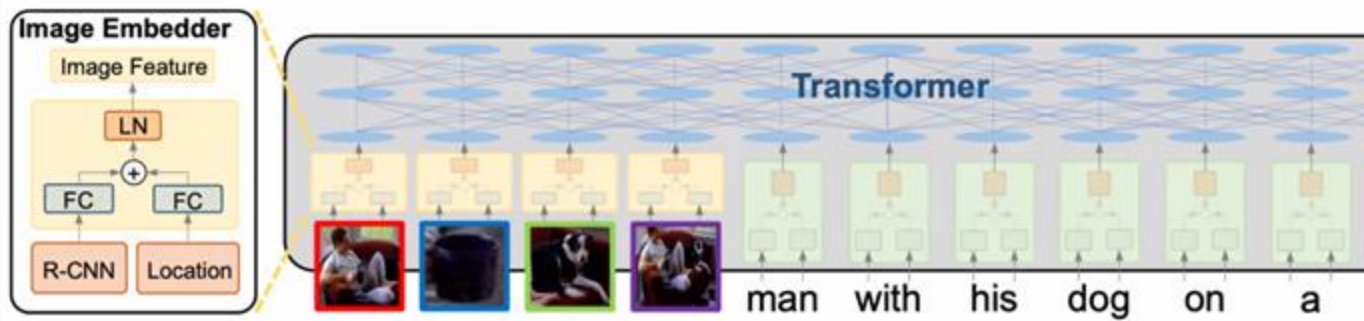 Image Embedder
Image Feature
LN
+
FC FC
R-CNN Location
Transformer
man with his dog on a